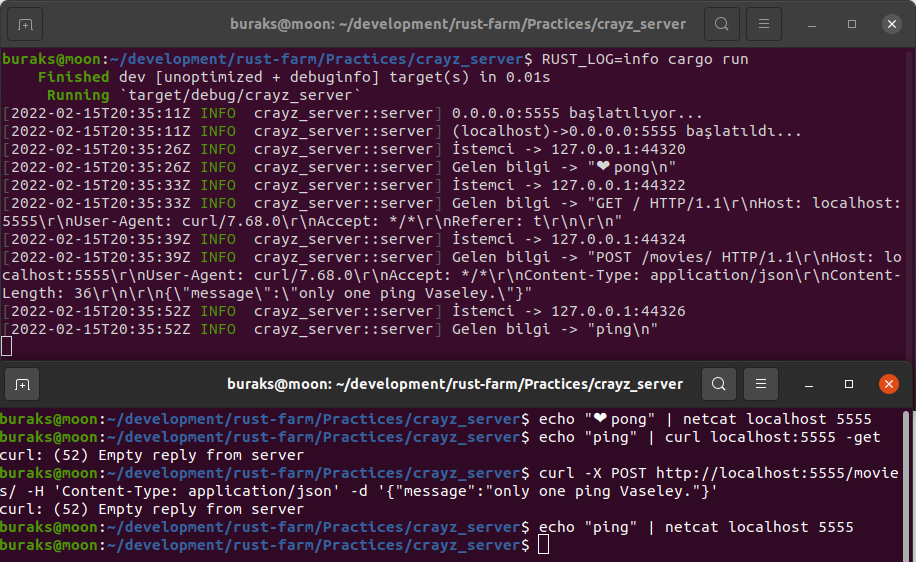 buraks@moon: ~/development/rust-farm/Practices/crayz_server
buraks@moon:~/development/rust-farm/Practices/crayz_server$ RUST_LOG=info cargo run
    Finished dev [unoptimized + debuginfo] target(s) in 0.01s
     Running `target/debug/crayz_server`
[2022-02-15T20:35:11Z INFO  crayz_server::server] 0.0.0.0:5555 başlatılıyor...
[2022-02-15T20:35:11Z INFO  crayz_server::server] (localhost)->0.0.0.0:5555 başlatıldı...
[2022-02-15T20:35:26Z INFO  crayz_server::server] İstemci -> 127.0.0.1:44320
[2022-02-15T20:35:26Z INFO  crayz_server::server] Gelen bilgi -> "❤pong\n"
[2022-02-15T20:35:33Z INFO  crayz_server::server] İstemci -> 127.0.0.1:44322
[2022-02-15T20:35:33Z INFO  crayz_server::server] Gelen bilgi -> "GET / HTTP/1.1\r\nHost: localhost:
5555\r\nUser-Agent: curl/7.68.0\r\nAccept: */*\r\nReferer: t\r\n\r\n"
[2022-02-15T20:35:39Z INFO  crayz_server::server] İstemci -> 127.0.0.1:44324
[2022-02-15T20:35:39Z INFO  crayz_server::server] Gelen bilgi -> "POST /movies/ HTTP/1.1\r\nHost: lo
calhost:5555\r\nUser-Agent: curl/7.68.0\r\nAccept: */*\r\nContent-Type: application/json\r\nContent-
Length: 36\r\n\r\n{\"message\":\"only one ping Vaseley.\"}"
[2022-02-15T20:35:52Z INFO  crayz_server::server] İstemci -> 127.0.0.1:44326
[2022-02-15T20:35:52Z INFO  crayz_server::server] Gelen bilgi -> "ping\n"
buraks@moon: ~/development/rust-farm/Practices/crayz_server
buraks@moon:~/development/rust-farm/Practices/crayz_server$ echo "❤pong" | netcat localhost 5555
buraks@moon:~/development/rust-farm/Practices/crayz_server$ echo "ping" | curl localhost:5555 -get
curl: (52) Empty reply from server
buraks@moon:~/development/rust-farm/Practices/crayz_server$ curl -X POST http://localhost:5555/movie
s/ -H 'Content-Type: application/json' -d '{"message":"only one ping Vaseley."}'
curl: (52) Empty reply from server
buraks@moon:~/development/rust-farm/Practices/crayz_server$ echo "ping" | netcat localhost 5555
buraks@moon:~/development/rust-farm/Practices/crayz_server$